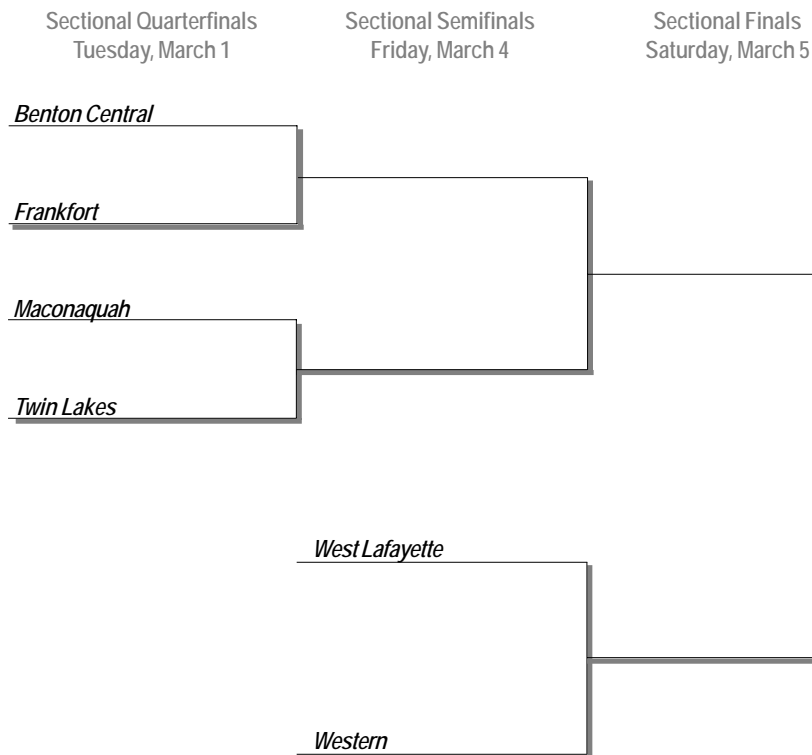 Sectional Quarterfinals
Tuesday, March 1
Sectional Semifinals
Friday, March 4
Sectional Finals
Saturday, March 5
Benton Central
Frankfort
Maconaquah
Twin Lakes
West Lafayette
Western